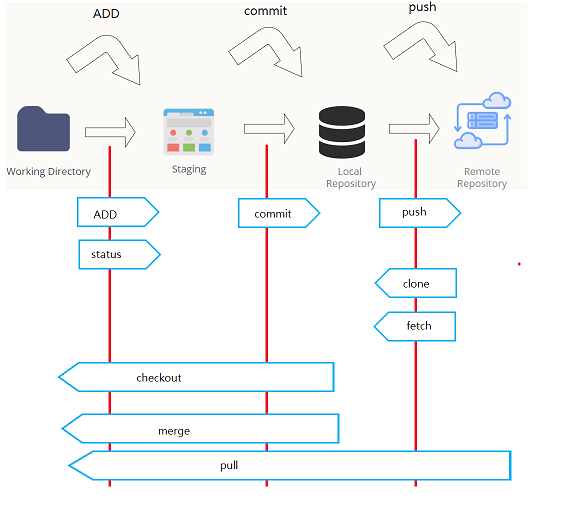 ADD
commit
push
Working Directory
Staging
Local
Repository
Remote
Repository
ADD
commit
push
status
clone
fetch
checkout
merge
pull